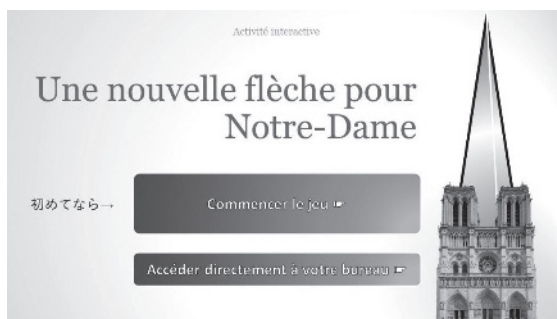 Activité interactive
Une nouvelle flèche pour
Notre-Dame
初めてなら→
Commencer le jeu ☛
Accéder directement à votre bureau ☛